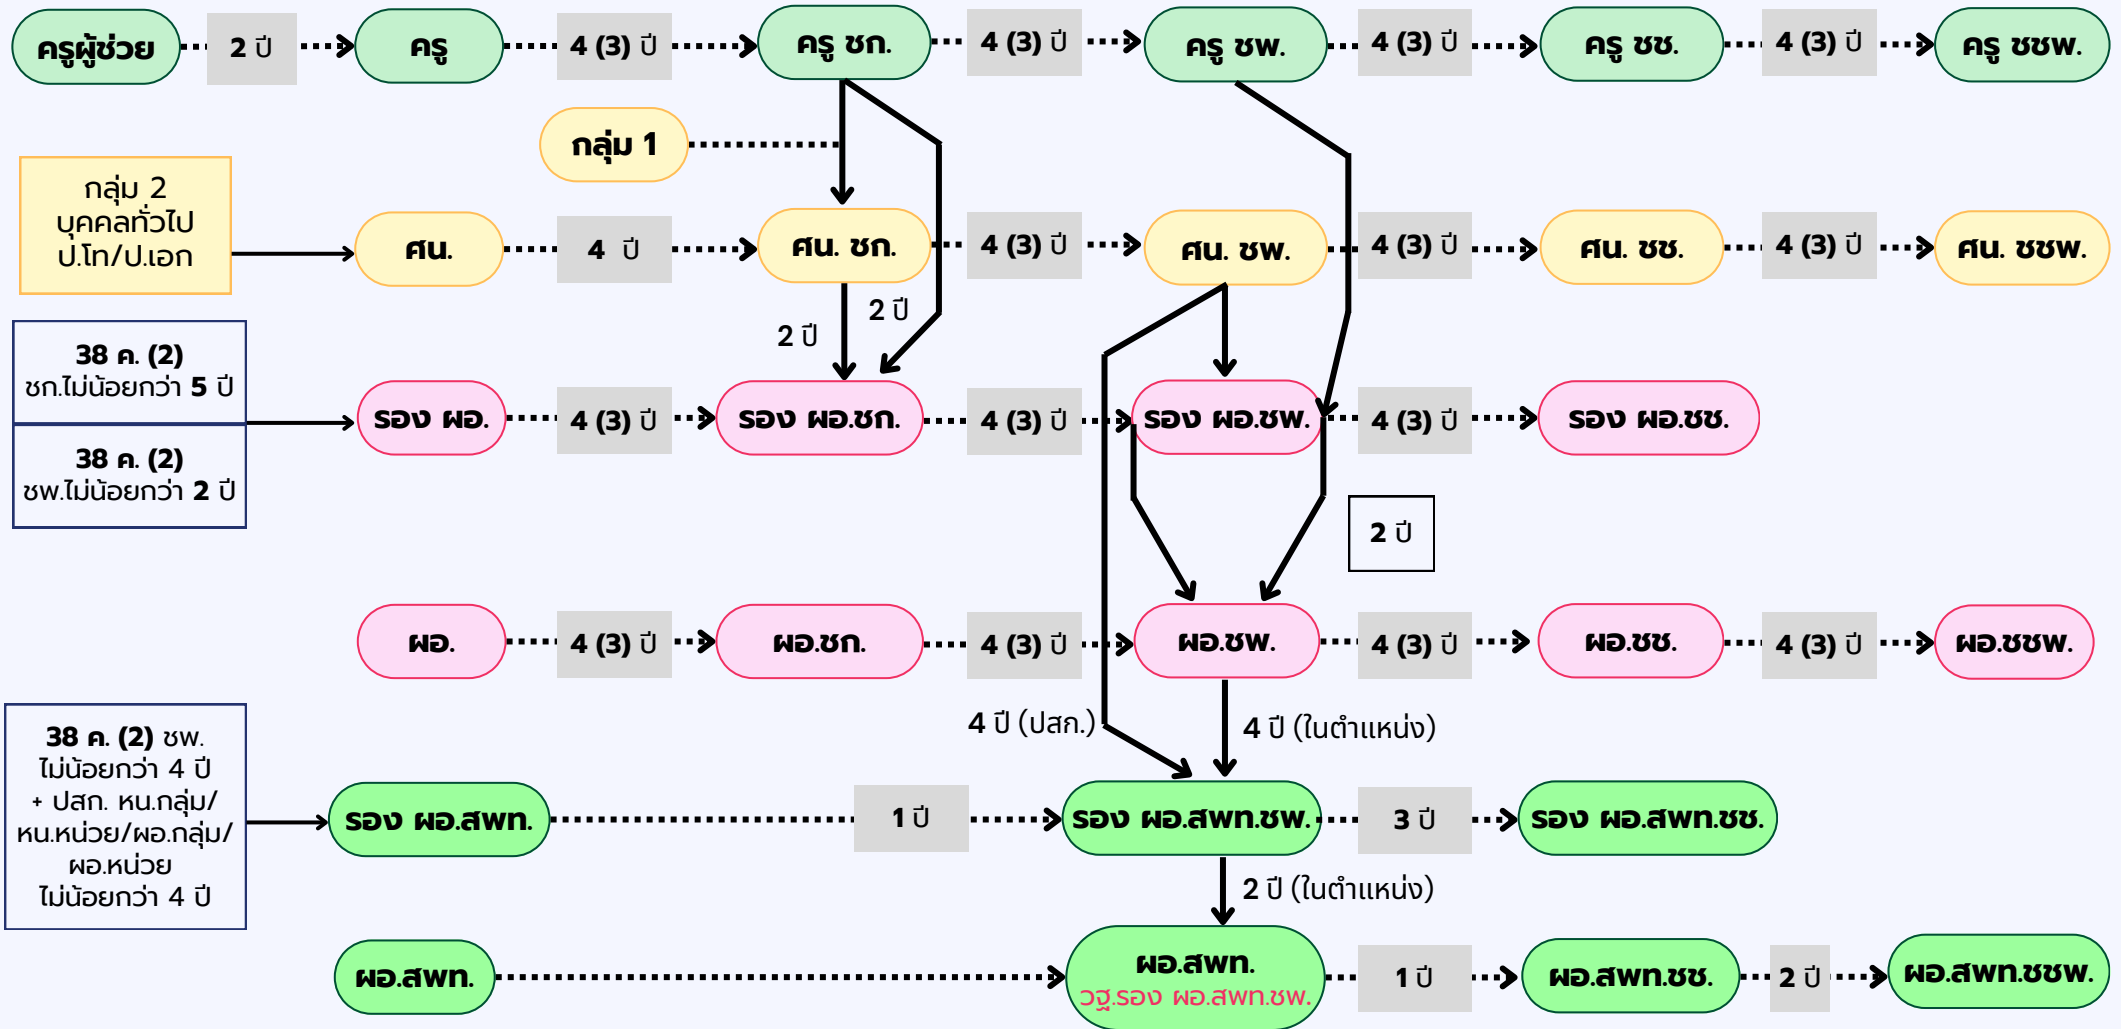 ครูผู้ช่วย
2 ปี
ครู
4 (3) ปี
ครู ชก.
4 (3) ปี
ครู ชพ.
4 (3) ปี
ครู ชช.
4 (3) ปี
ครู ชชพ.
กลุ่ม 1
กลุ่ม 2
บุคคลทั่วไป
ป.โท/ป.เอก
ศน.
4 ปี
ศน. ชก.
4 (3) ปี
ศน. ชพ.
4 (3) ปี
ศน. ชช.
4 (3) ปี
ศน. ชชพ.
2 ปี
2 ปี
38 ค. (2)
ชก.ไม่น้อยกว่า 5 ปี
38 ค. (2)
ชพ.ไม่น้อยกว่า 2 ปี
รอง ผอ.
4 (3) ปี
รอง ผอ.ชก.
4 (3) ปี
รอง ผอ.ชพ.
4 (3) ปี
รอง ผอ.ชช.
2 ปี
ผอ.
4 (3) ปี
ผอ.ชก.
4 (3) ปี
ผอ.ชพ.
4 (3) ปี
ผอ.ชช.
4 (3) ปี
ผอ.ชชพ.
4 ปี (ปสก.)
4 ปี (ในตำแหน่ง)
38 ค. (2) ชพ.
ไม่น้อยกว่า 4 ปี
+ ปสก. หน.กลุ่ม/
หน.หน่วย/ผอ.กลุ่ม/
ผอ.หน่วย
ไม่น้อยกว่า 4 ปี
รอง ผอ.สพท.
1 ปี
รอง ผอ.สพท.ชพ.
3 ปี
รอง ผอ.สพท.ชช.
2 ปี (ในตำแหน่ง)
ผอ.สพท.
ผอ.สพท.
วฐ.รอง ผอ.สพท.ชพ.
1 ปี
ผอ.สพท.ชช.
2 ปี
ผอ.สพท.ชชพ.